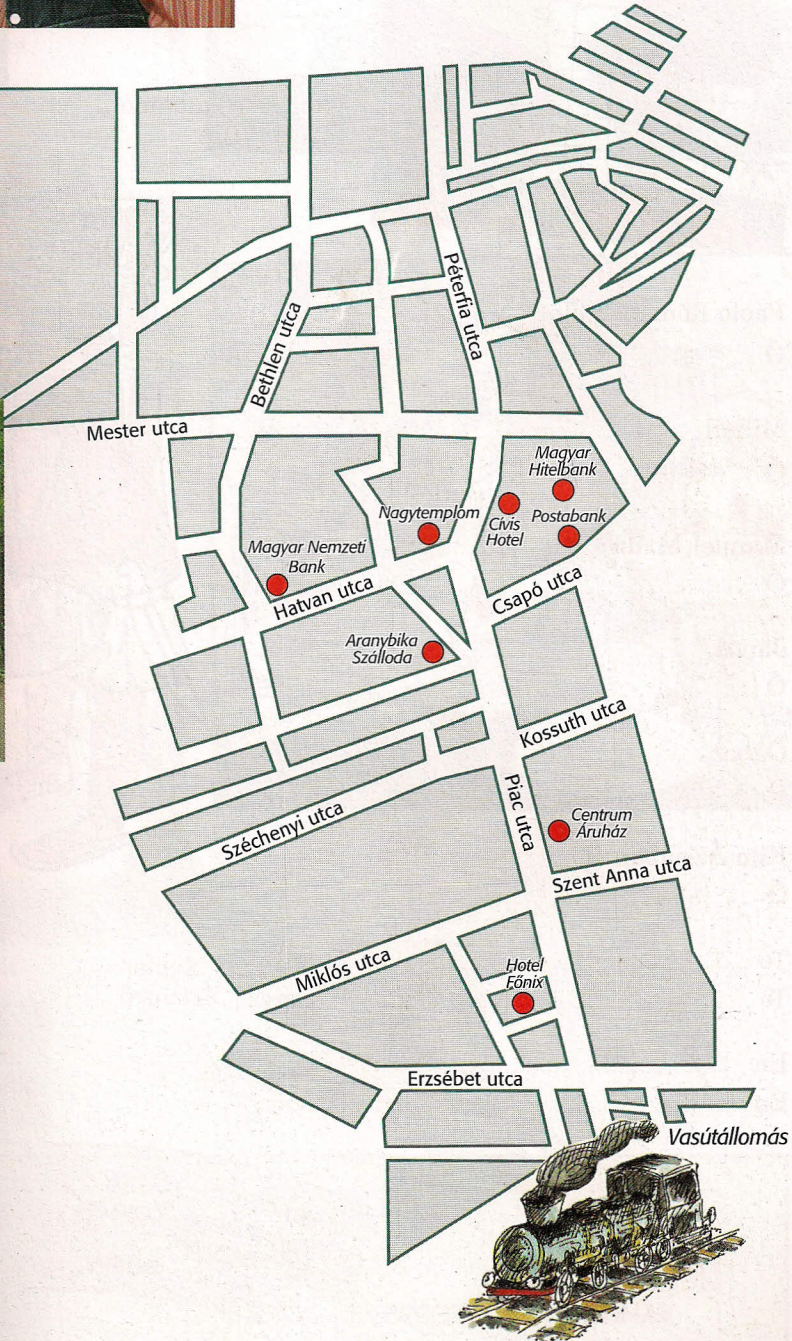 Péterfia utca
Bethlen utca
Mester utca
Magyar
Hitelbank
Nagytemplom
Cívis
Hotel
Postabank
Magyar Nemzeti
Bank
Hatvan utca
Csapó utca
Aranybika
Szálloda
Kossuth utca
Piac utca
Széchenyi utca
Centrum
Áruház
Szent Anna utca
Miklós utca
Hotel
Főnix
Erzsébet utca
Vasútállomás